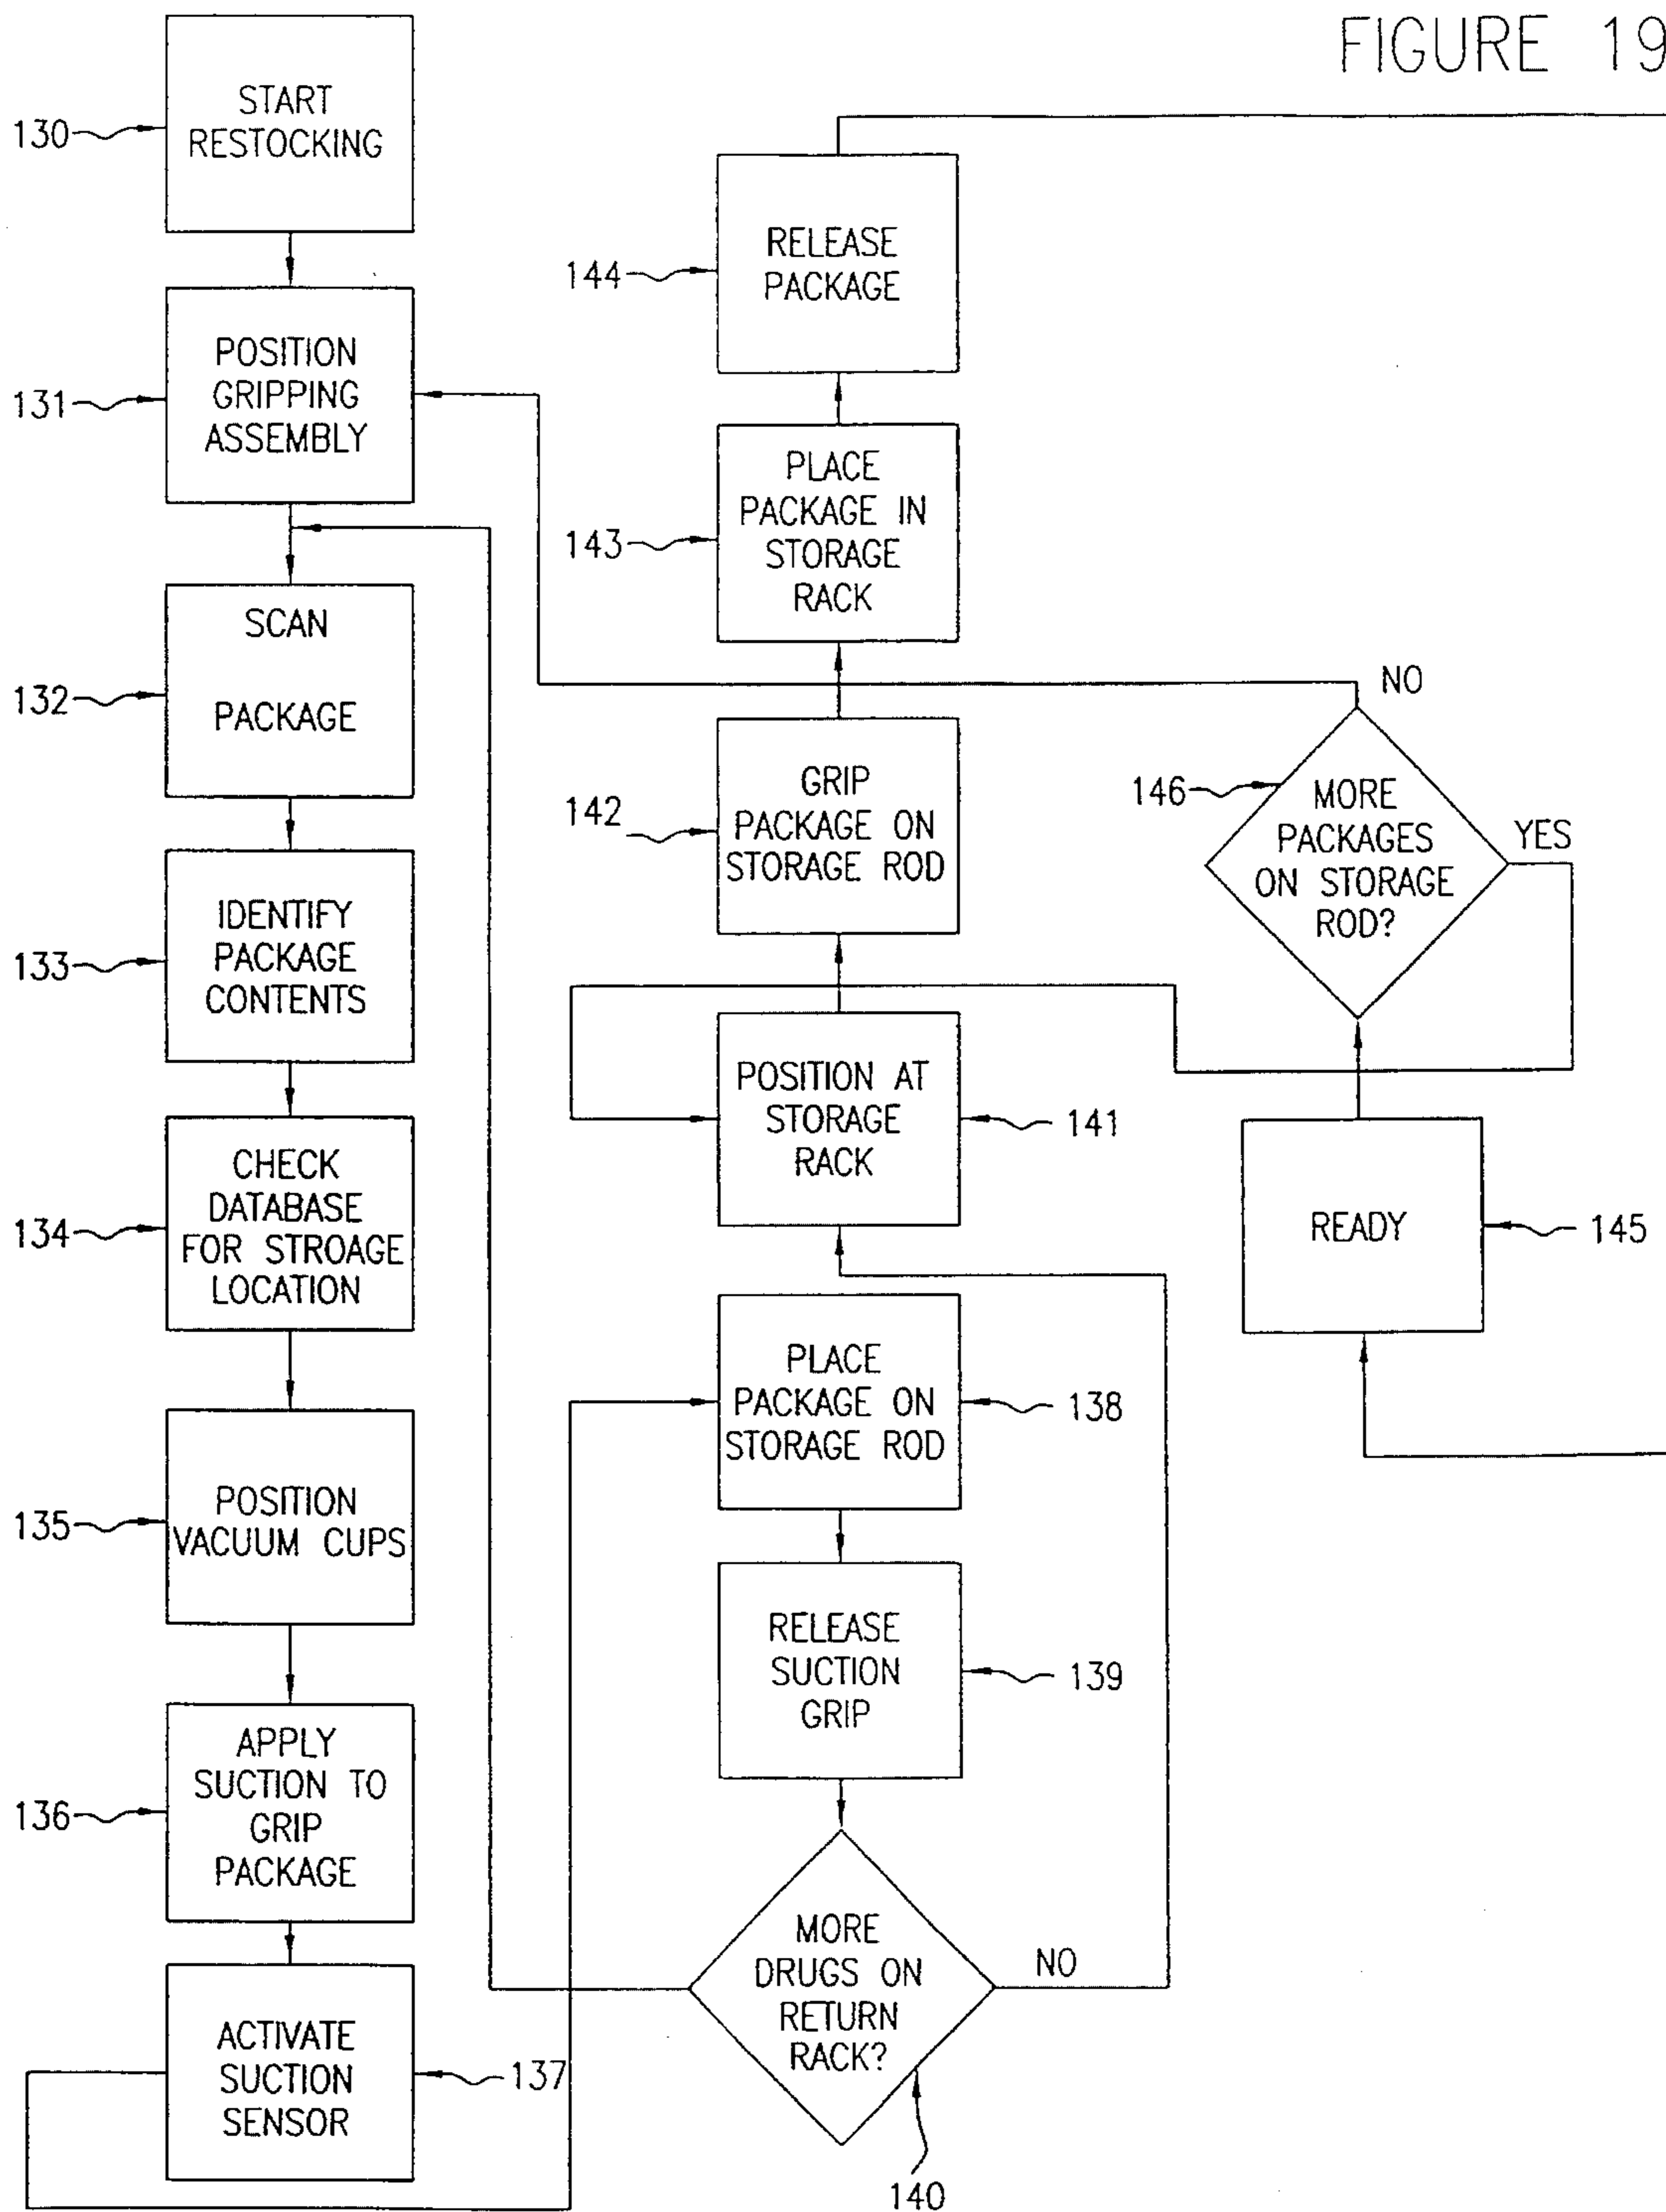 FIGURE 19
130
START
RESTOCKING
131
POSITION
GRIPPING
ASSEMBLY
132
SCAN
PACKAGE
133
IDENTIFY
PACKAGE
CONTENTS
134
CHECK
DATABASE
FOR STROAGE
LOCATION
135
POSITION
VACUUM CUPS
136
APPLY
SUCTION TO
GRIP
PACKAGE
ACTIVATE
SUCTION
SENSOR
137
144
RELEASE
PACKAGE
143
PLACE
PACKAGE IN
STORAGE
RACK
142
GRIP
PACKAGE ON
STORAGE ROD
POSITION AT
STORAGE
RACK
141
PLACE
PACKAGE ON
STORAGE ROD
138
RELEASE
SUCTION
GRIP
139
MORE
DRUGS ON
RETURN
RACK?
NO
140
NO
146
MORE
PACKAGES
ON STORAGE
ROD?
YES
READY
145